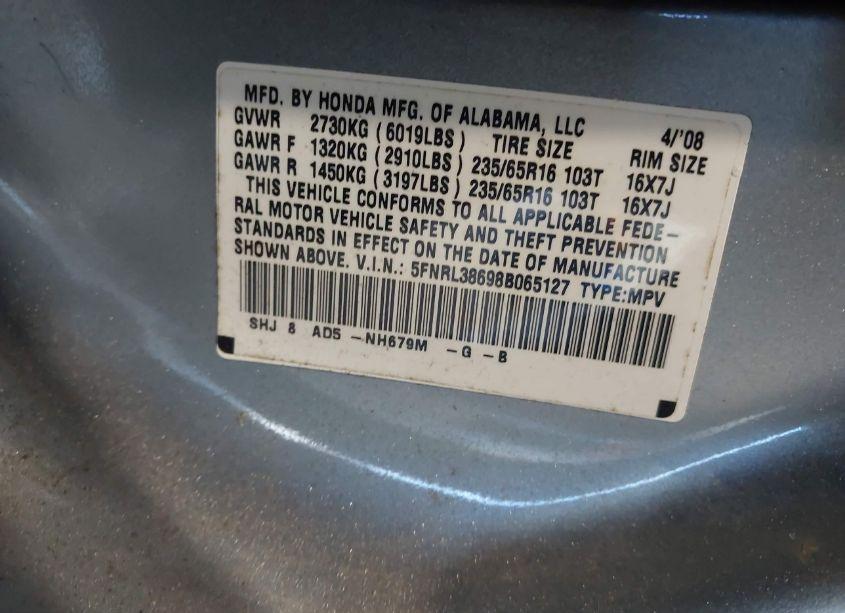 MFD. BY HONDA MFG. OF ALABAMA, LLC 4/'08
GVWR 2730KG (6019LBS) TIRE SIZE RIM SIZE
GAWR F 1320KG (2910LBS) 235/65R16 103T 16X7J
GAWR R 1450KG (3197LBS) 235/65R16 103T 16X7J
THIS VEHICLE CONFORMS TO ALL APPLICABLE FEDE-
RAL MOTOR VEHICLE SAFETY AND THEFT PREVENTION
STANDARDS IN EFFECT ON THE DATE OF MANUFACTURE
SHOWN ABOVE. V.I.N.: 5FNRL38698B065127 TYPE:MPV
SHJ 8 AD5 -NH679M -G -B